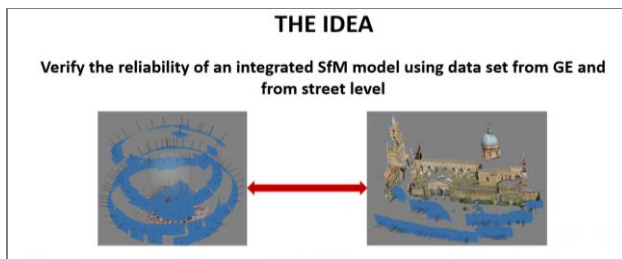 THE IDEA
Verify the reliability of an integrated SfM model using data set from GE and
from street level